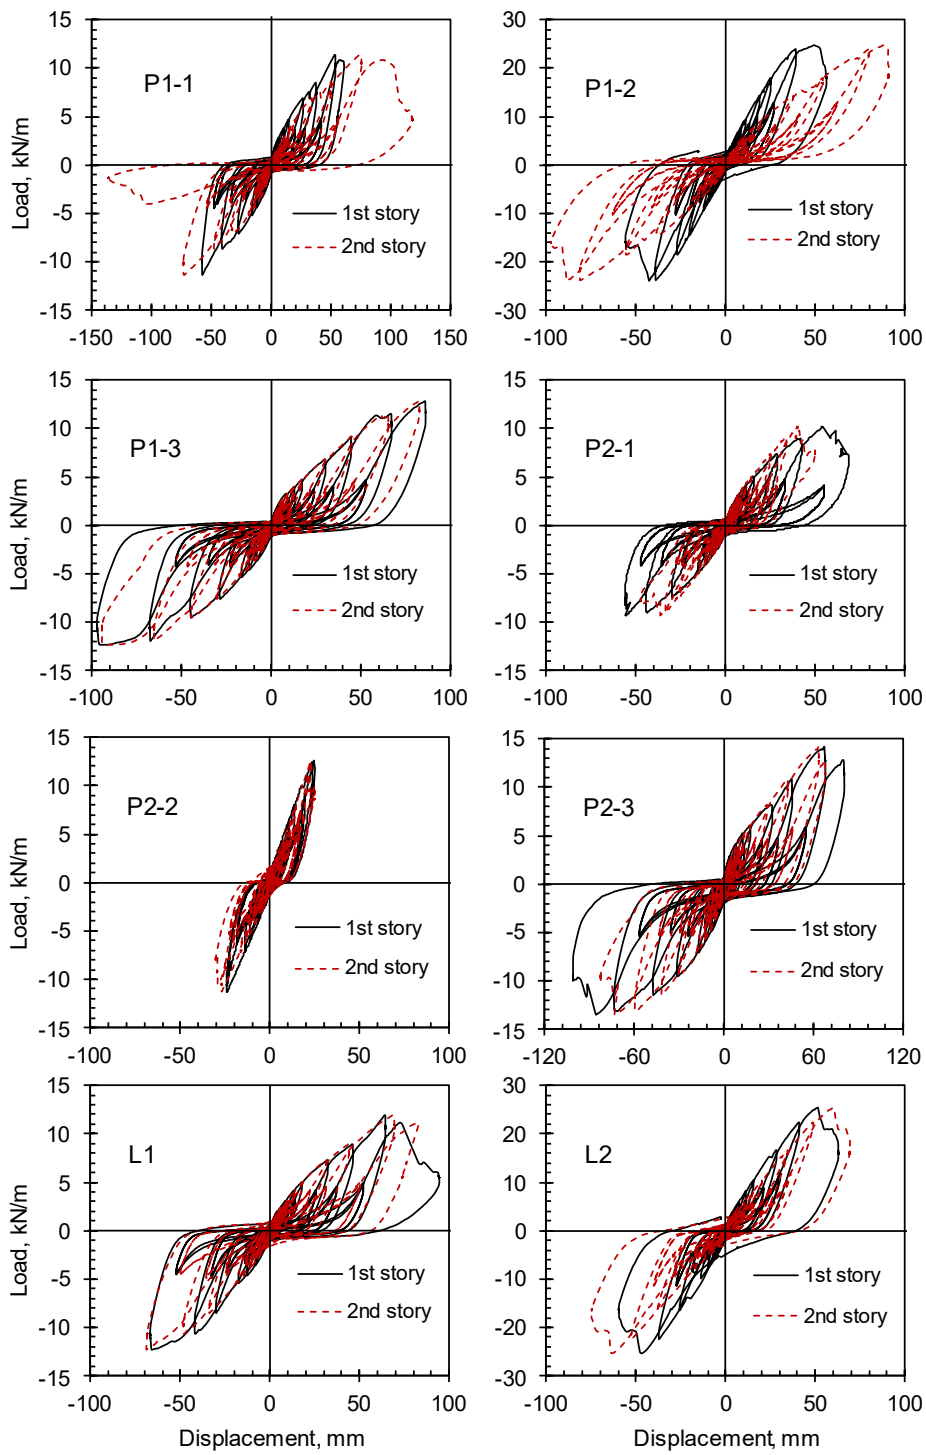 15
10
5
0
-5
-10
-15
Load, kN/m
P1-1
1st story
2nd story
-150 -100 -50 0 50 100 150
30
20
10
0
-10
-20
-30
P1-2
1st story
2nd story
-100 -50 0 50 100
15
10
5
0
-5
-10
-15
Load, kN/m
P1-3
1st story
2nd story
-100 -50 0 50 100
15
10
5
0
-5
-10
-15
P2-1
1st story
2nd story
-100 -50 0 50 100
15
10
5
0
-5
-10
-15
Load, kN/m
P2-2
1st story
2nd story
-100 -50 0 50 100
15
10
5
0
-5
-10
-15
P2-3
1st story
2nd story
-120 -60 0 60 120
15
10
5
0
-5
-10
-15
Load, kN/m
L1
1st story
2nd story
-100 -50 0 50 100
Displacement, mm
30
20
10
0
-10
-20
-30
L2
1st story
2nd story
-100 -50 0 50 100
Displacement, mm